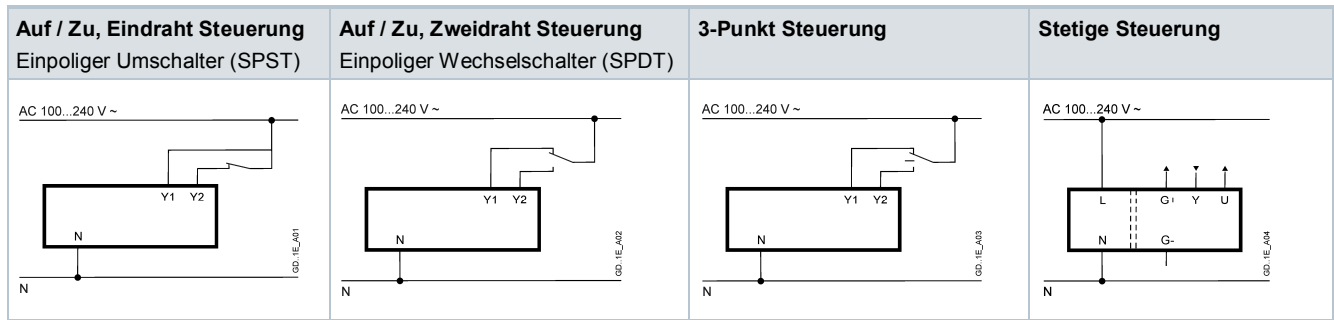 Auf / Zu, Eindraht Steuerung
Einpoliger Umschalter (SPST)
Auf / Zu, Zweidraht Steuerung
Einpoliger Wechselschalter (SPDT)
3-Punkt Steuerung
Stetige Steuerung
AC 100...240 V ~
Y1 Y2
N
N
GD..1E_A01
AC 100...240 V ~
Y1 Y2
N
N
GD..1E_A02
AC 100...240 V ~
Y1 Y2
N
N
GD..1E_A03
AC 100...240 V ~
L G+ Y U
N G-
N
GD..1E_A04